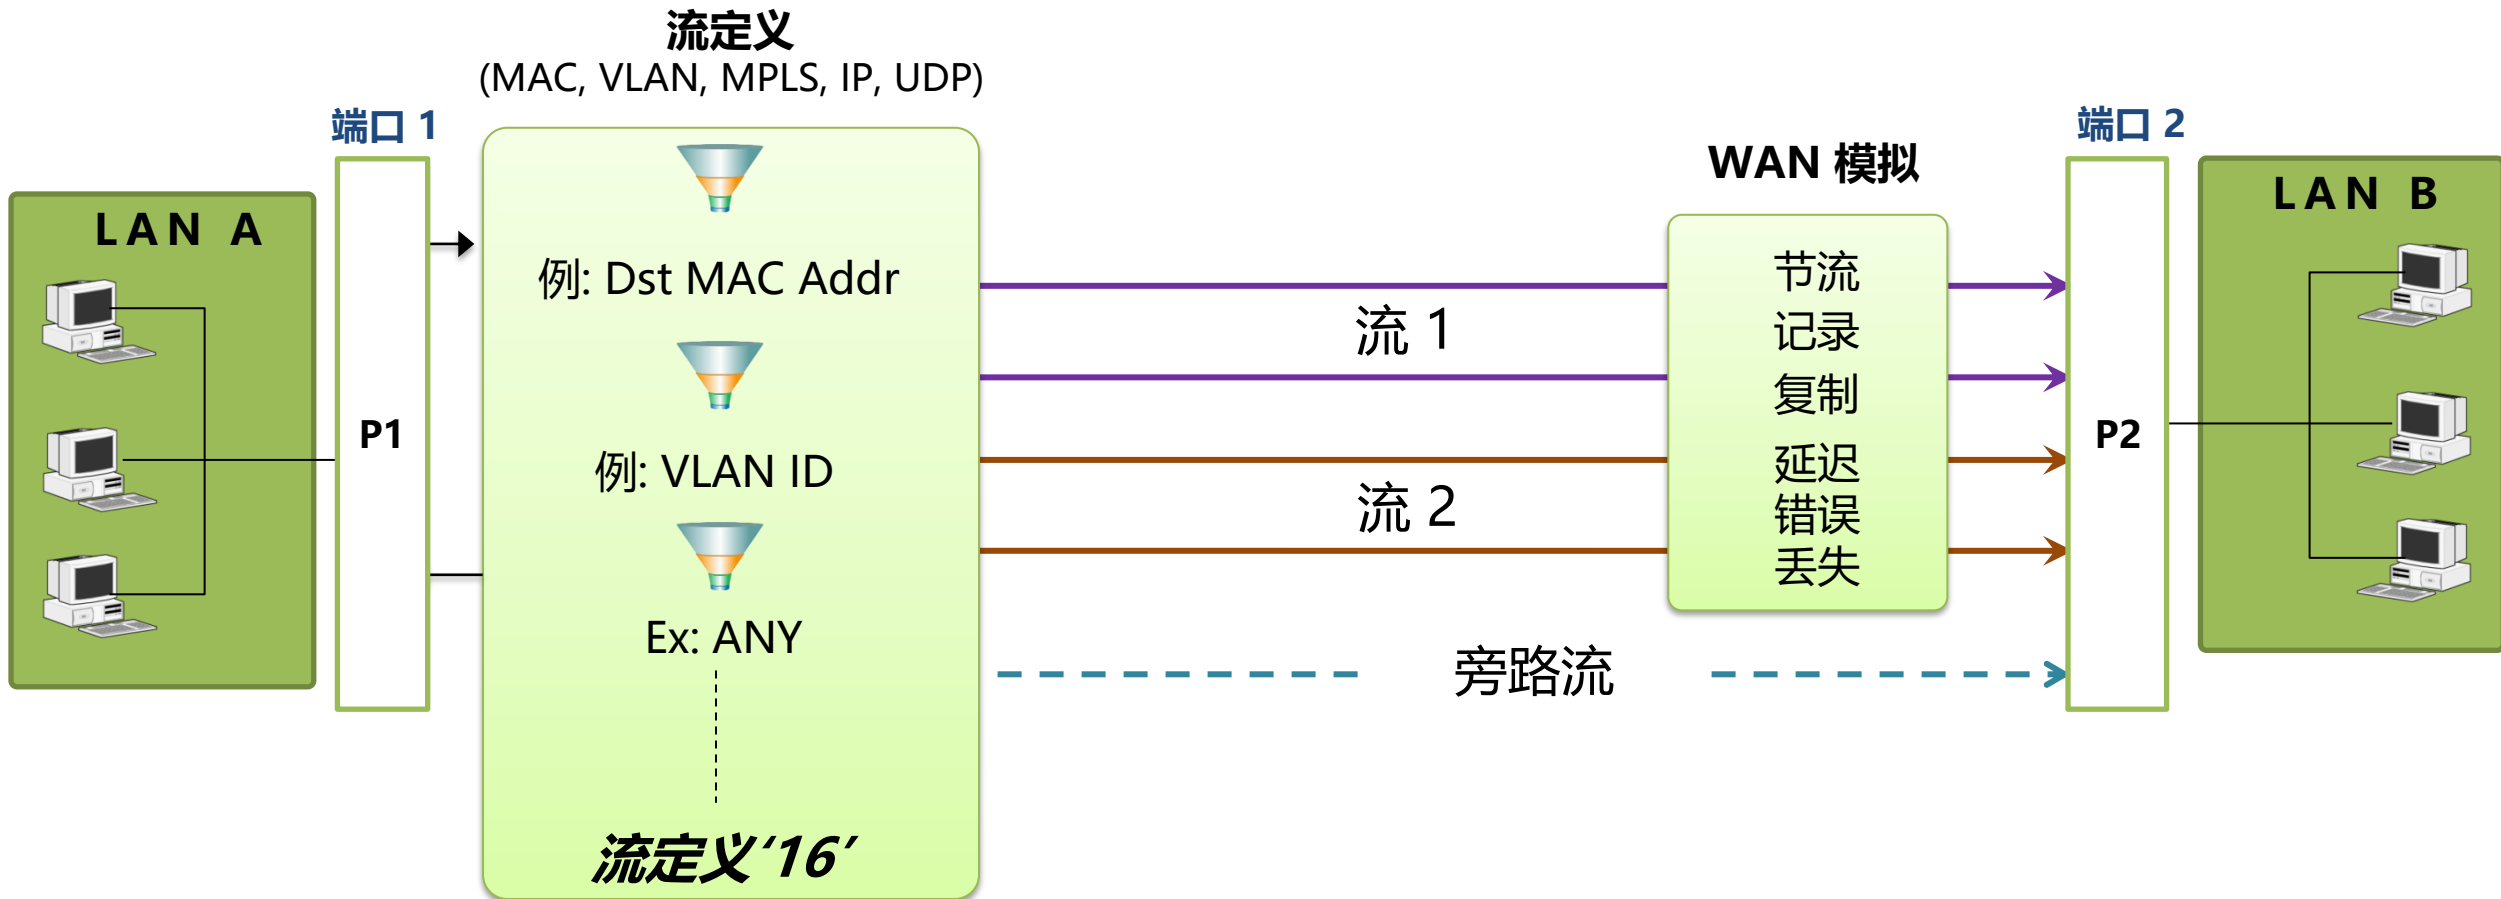 流定义
(MAC, VLAN, MPLS, IP, UDP)
端口 1
端口 2
WAN 模拟
LAN A
LAN B
P1
例: Dst MAC Addr
例: VLAN ID
Ex: ANY
流定义‘16’
流 1
流 2
旁路流
节流
记录
复制
延迟
错误
丢失
P2